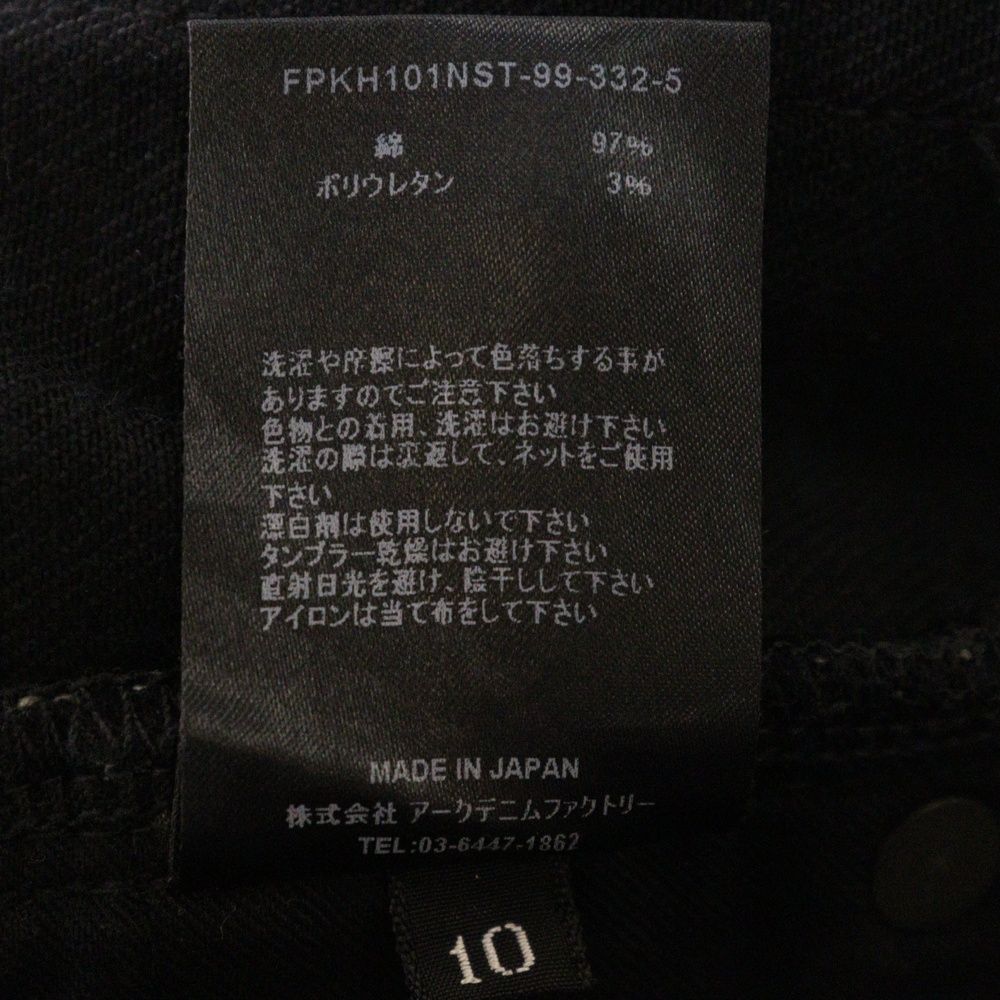 FPKH101NST-99-332-5
綿 97%
ポリウレタン 3%
洗濯や摩擦によって色落ちする事が
ありますのでご注意下さい
色物との着用、洗濯はお避け下さい
洗濯の際は裏返して、ネットをご使用
下さい
漂白剤は使用しないで下さい
タンブラー乾燥はお避け下さい
直射日光を避け、陰干しして下さい
アイロンは当て布をして下さい
MADE IN JAPAN
株式会社 アークデニムファクトリー
TEL:03-6447-1862
10